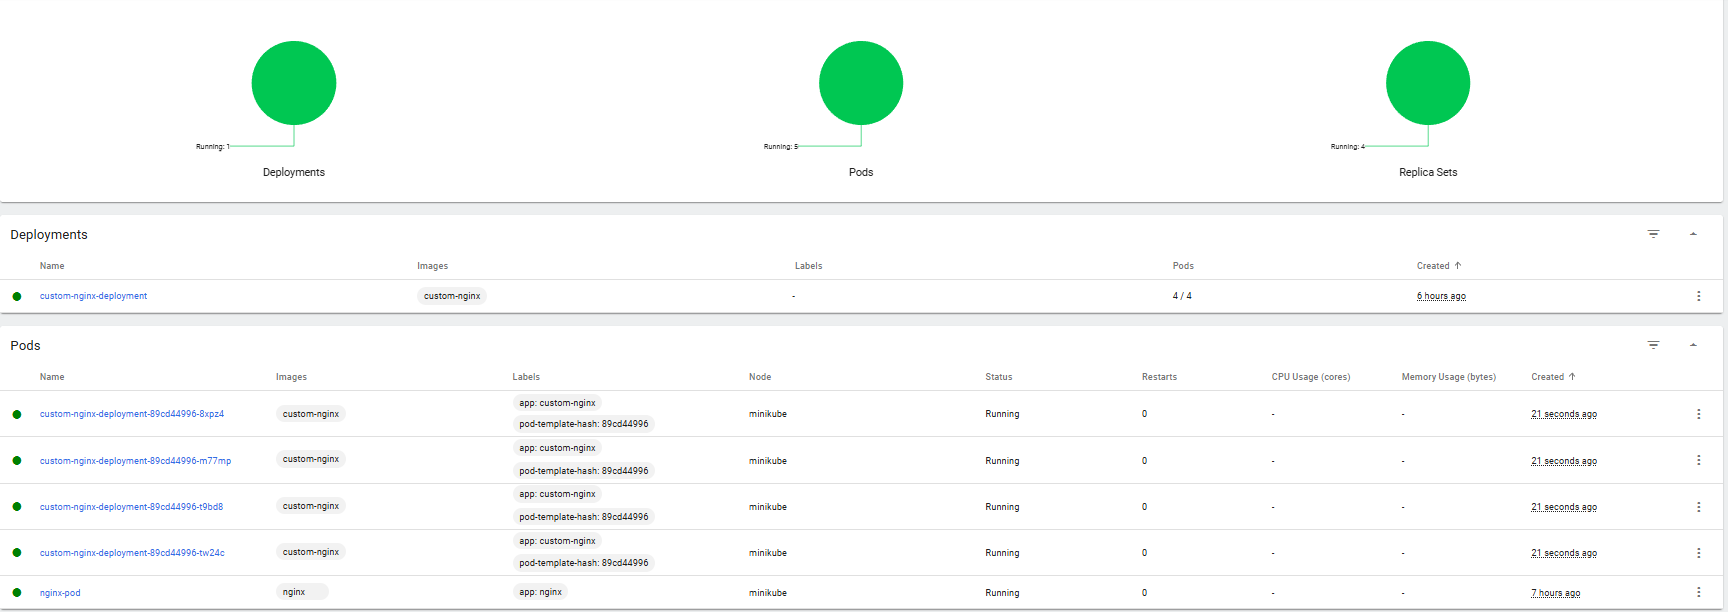 Running: 1
Running: 5
Running: 4
Deployments
Pods
Replica Sets
Deployments
Name Images Labels Pods Created
custom-nginx-deployment custom-nginx - 4 / 4 6 hours ago
Pods
Name Images Labels Node Status Restarts CPU Usage (cores) Memory Usage (bytes) Created
custom-nginx-deployment-89cd44996-8xpz4 custom-nginx app: custom-nginx minikube Running 0 - - 21 seconds ago
pod-template-hash: 89cd44996
custom-nginx-deployment-89cd44996-m77mp custom-nginx app: custom-nginx minikube Running 0 - - 21 seconds ago
pod-template-hash: 89cd44996
custom-nginx-deployment-89cd44996-t9bd8 custom-nginx app: custom-nginx minikube Running 0 - - 21 seconds ago
pod-template-hash: 89cd44996
custom-nginx-deployment-89cd44996-tw24c custom-nginx app: custom-nginx minikube Running 0 - - 21 seconds ago
pod-template-hash: 89cd44996
nginx-pod nginx app: nginx minikube Running 0 - - 7 hours ago